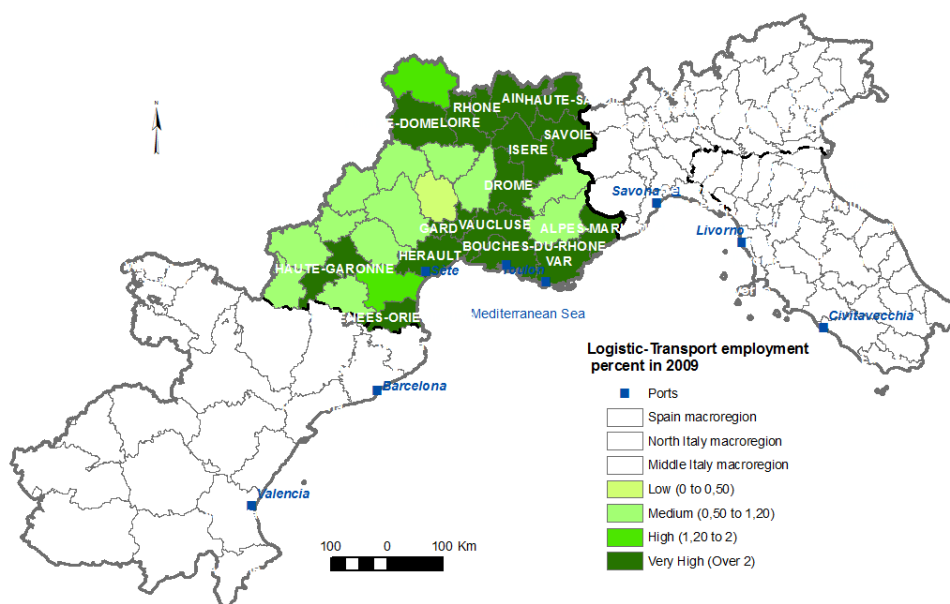 N
AIN
HAUTE-SA
RHONE
E-DOME
LOIRE
SAVOIE
ISERE
DROME
Savona
GARD
VAUCLUSE
ALPES-MAR
Livorno
BOUCHES-DU-RHONE
HERAULT
VAR
HAUTE-GARONNE
Sete
Toulon
ENEES-ORIE
Mediterranean Sea
Civitavecchia
Logistic-Transport employment
percent in 2009
Barcelona
Ports
Spain macroregion
North Italy macroregion
Middle Italy macroregion
Low (0 to 0,50)
Valencia
Medium (0,50 to 1,20)
High (1,20 to 2)
100 0 100 Km
Very High (Over 2)